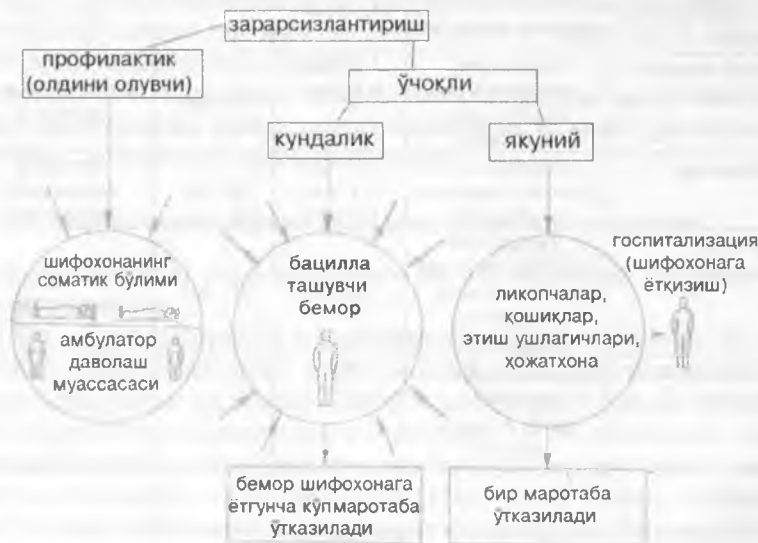 зарарсизлантириш
профилактик
(олдини олувчи)
ўчоқли
кундалик
якуний
шифохонанинг
соматик бўлими
амбулатор
даволаш
муассасаси
бацилла
ташувчи
бемор
ликопчалар,
қошиқлар,
этиш ушлагичлари,
ҳожатхона
госпитализация
(шифохонага
ётқизиш)
бемор шифохонага
ётгунча кўпмаротаба
ўтказилади
бир маротаба
ўтказилади